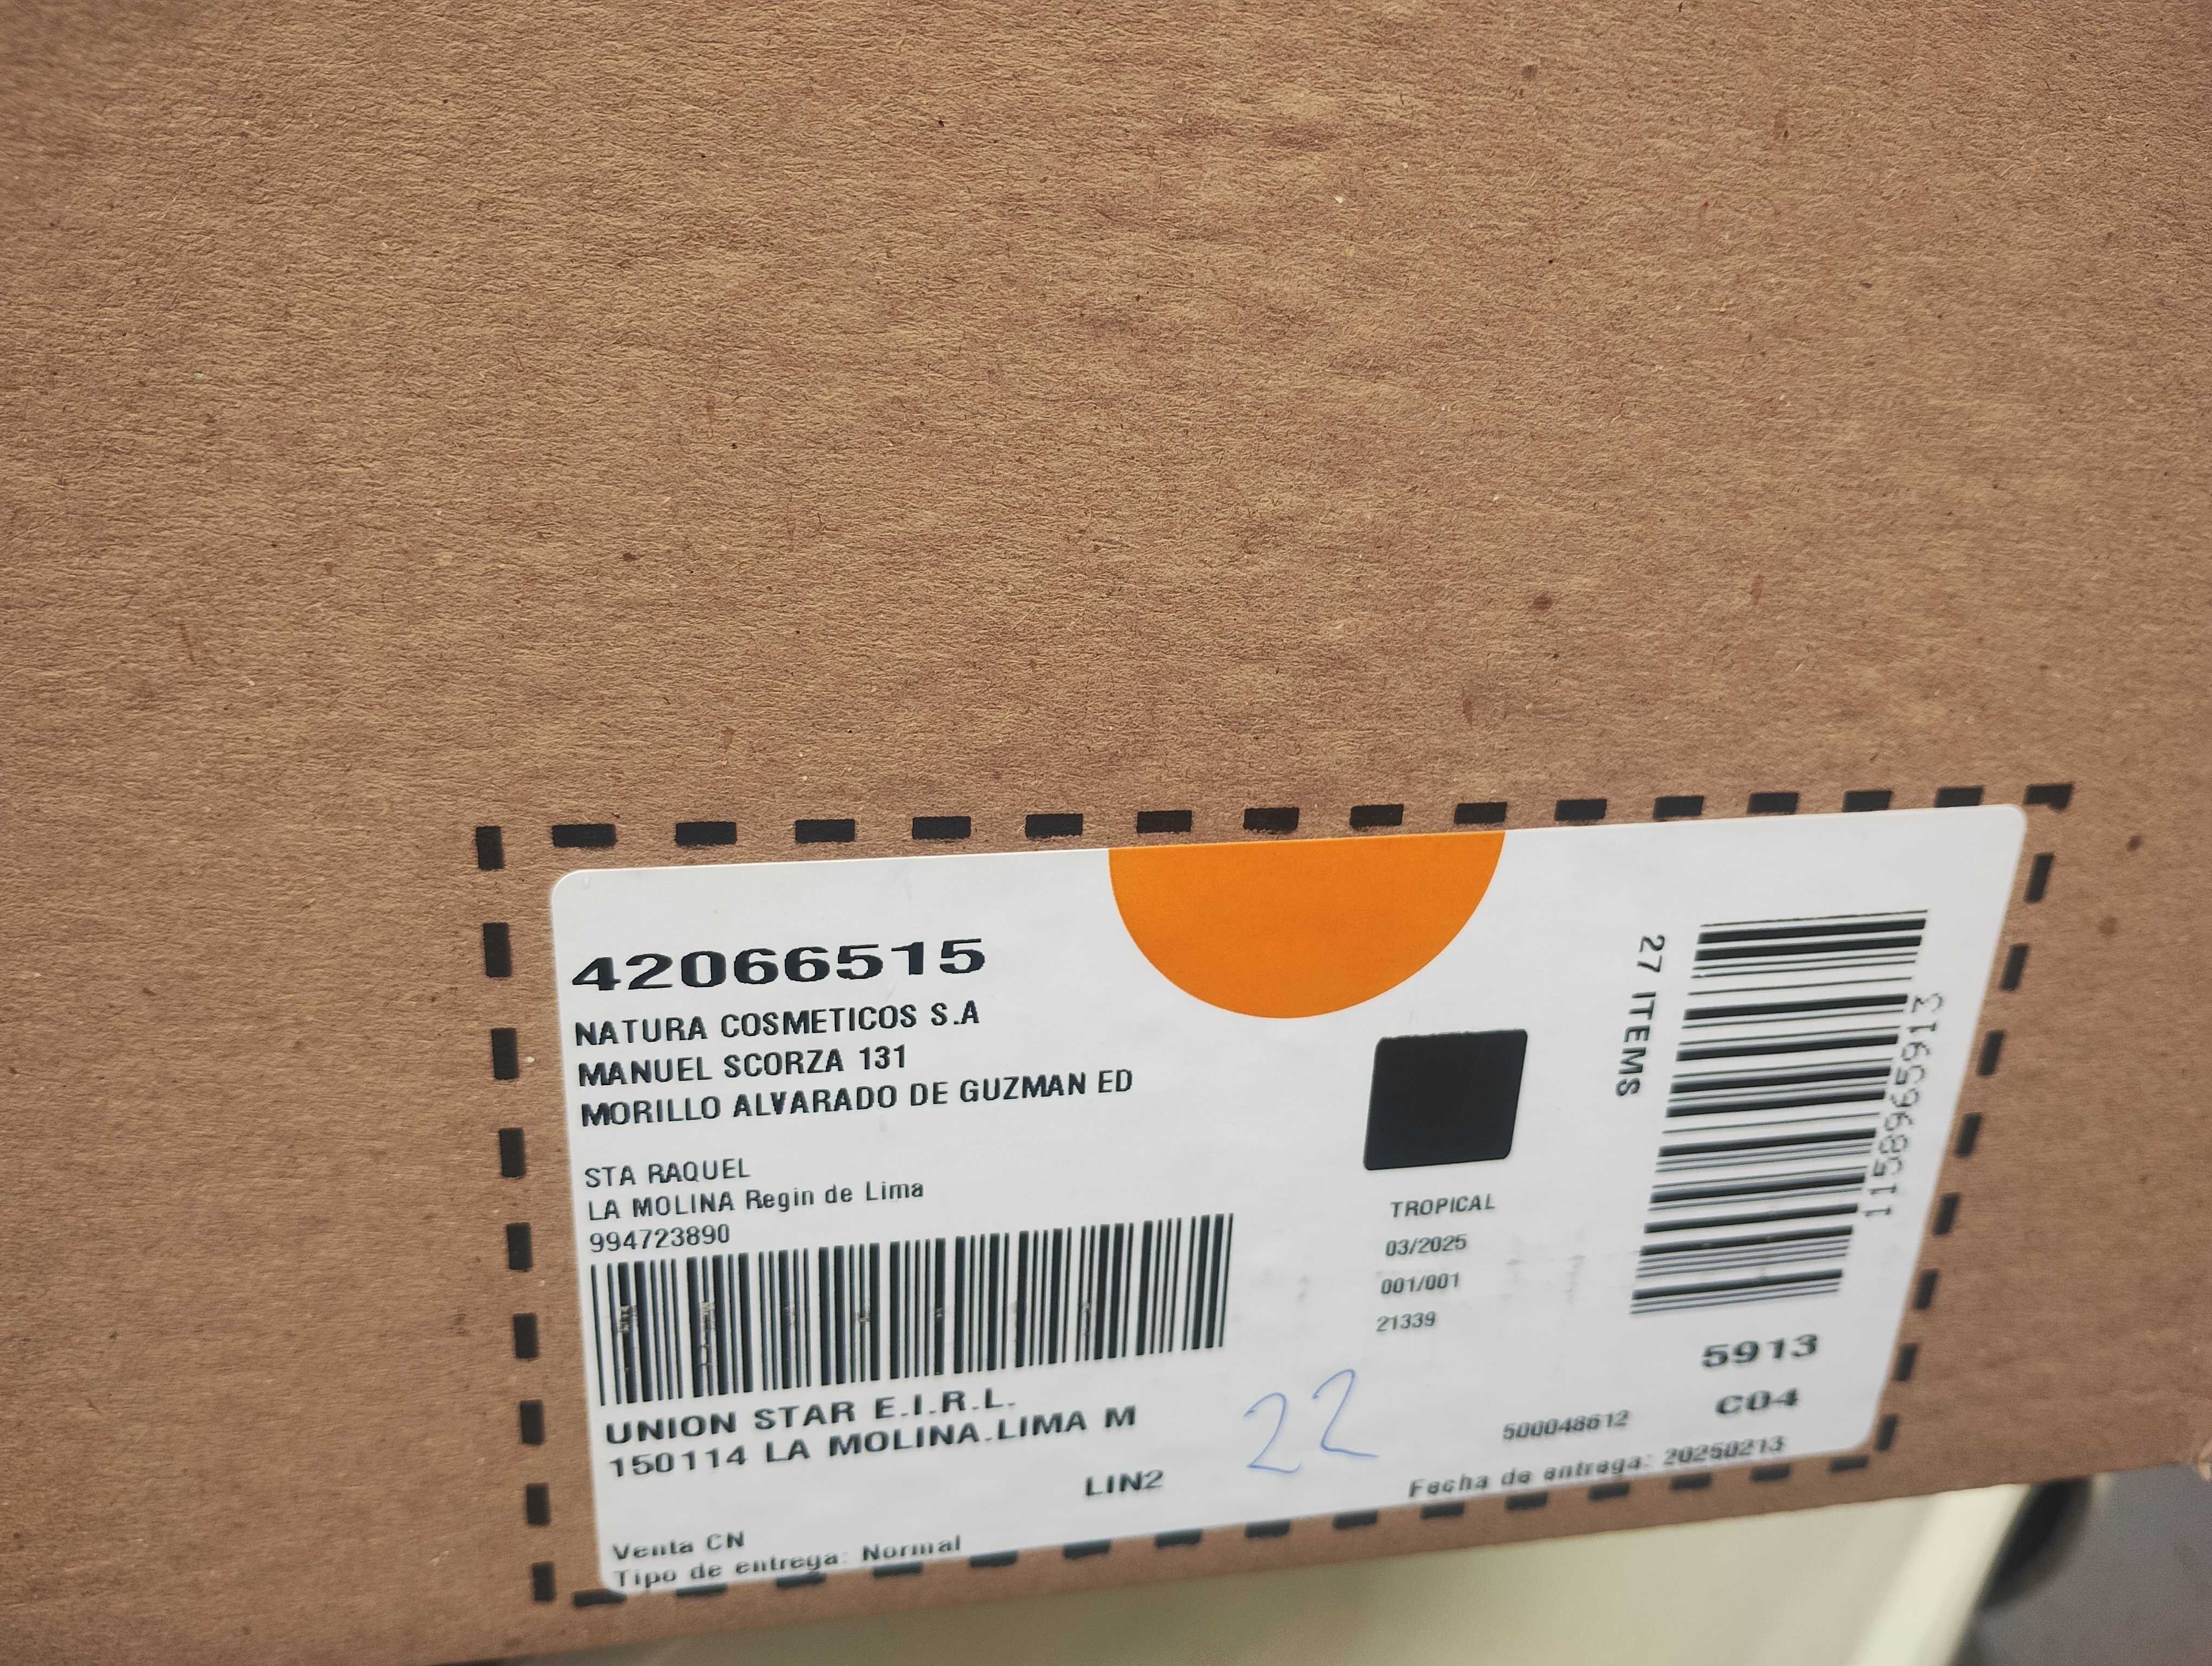 42066515
NATURA COSMETICOS S.A
MANUEL SCORZA 131
MORILLO ALVARADO DE GUZMAN ED
STA RAQUEL
LA MOLINA Regin de Lima
994723890
UNION STAR E.I.R.L.
150114 LA MOLINA.LIMA M
LIN2
Venta CN
Tipo de entrega: Normal
22
TROPICAL
03/2025
001/001
21339
27 ITEMS
1158665913
5913
C04
500048612
Fecha de entrega: 20250213